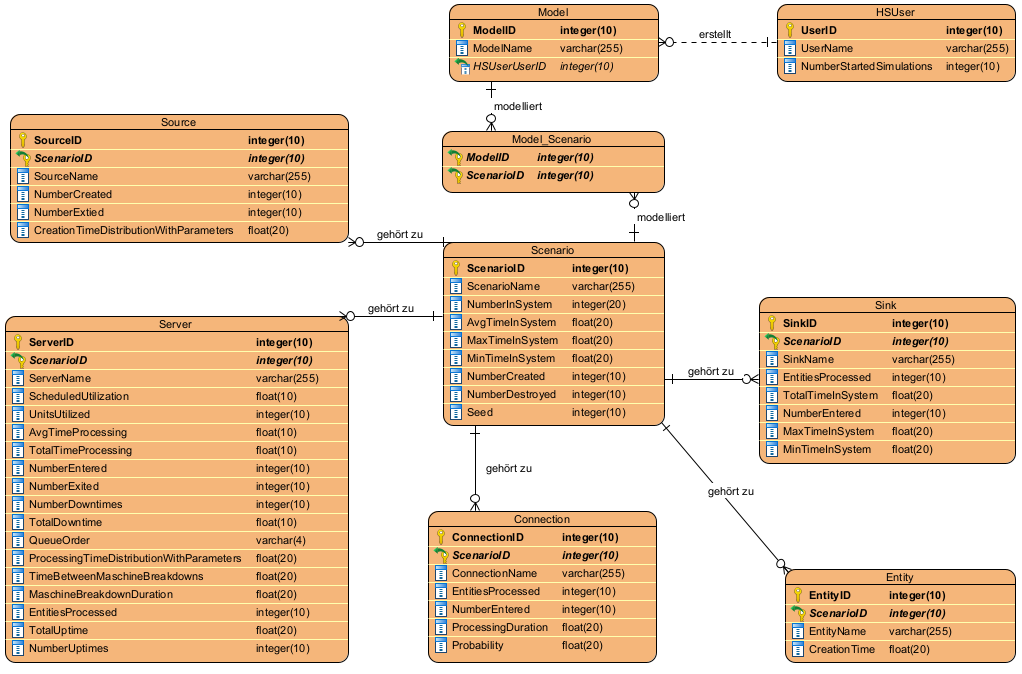 Model
ModelID integer(10)
ModelName varchar(255)
HSUserUserID integer(10)
erstellt
HSUser
UserID integer(10)
UserName varchar(255)
NumberStartedSimulations integer(10)
modelliert
Model_Scenario
ModelID integer(10)
ScenarioID integer(10)
modelliert
Source
SourceID integer(10)
ScenarioID integer(10)
SourceName varchar(255)
NumberCreated integer(10)
NumberExtied integer(10)
CreationTimeDistributionWithParameters float(20)
gehört zu
Scenario
ScenarioID integer(10)
ScenarioName varchar(255)
NumberInSystem integer(20)
AvgTimeInSystem float(20)
MaxTimeInSystem float(20)
MinTimeInSystem float(20)
NumberCreated integer(10)
NumberDestroyed integer(10)
Seed integer(10)
gehört zu
Server
ServerID integer(10)
ScenarioID integer(10)
ServerName varchar(255)
ScheduledUtilization float(10)
UnitsUtilized integer(10)
AvgTimeProcessing float(10)
TotalTimeProcessing float(10)
NumberEntered integer(10)
NumberExited integer(10)
NumberDowntimes integer(10)
TotalDowntime float(10)
QueueOrder varchar(4)
ProcessingTimeDistributionWithParameters float(20)
TimeBetweenMaschineBreakdowns float(20)
MaschineBreakdownDuration float(20)
EntitiesProcessed integer(10)
TotalUptime float(20)
NumberUptimes integer(10)
gehört zu
Sink
SinkID integer(10)
ScenarioID integer(10)
SinkName varchar(255)
EntitiesProcessed integer(10)
TotalTimeInSystem float(20)
NumberEntered integer(10)
MaxTimeInSystem float(20)
MinTimeInSystem float(20)
gehört zu
Connection
ConnectionID integer(10)
ScenarioID integer(10)
ConnectionName varchar(255)
EntitiesProcessed integer(10)
NumberEntered integer(10)
ProcessingDuration float(20)
Probability float(20)
gehört zu
Entity
EntityID integer(10)
ScenarioID integer(10)
EntityName varchar(255)
CreationTime float(20)